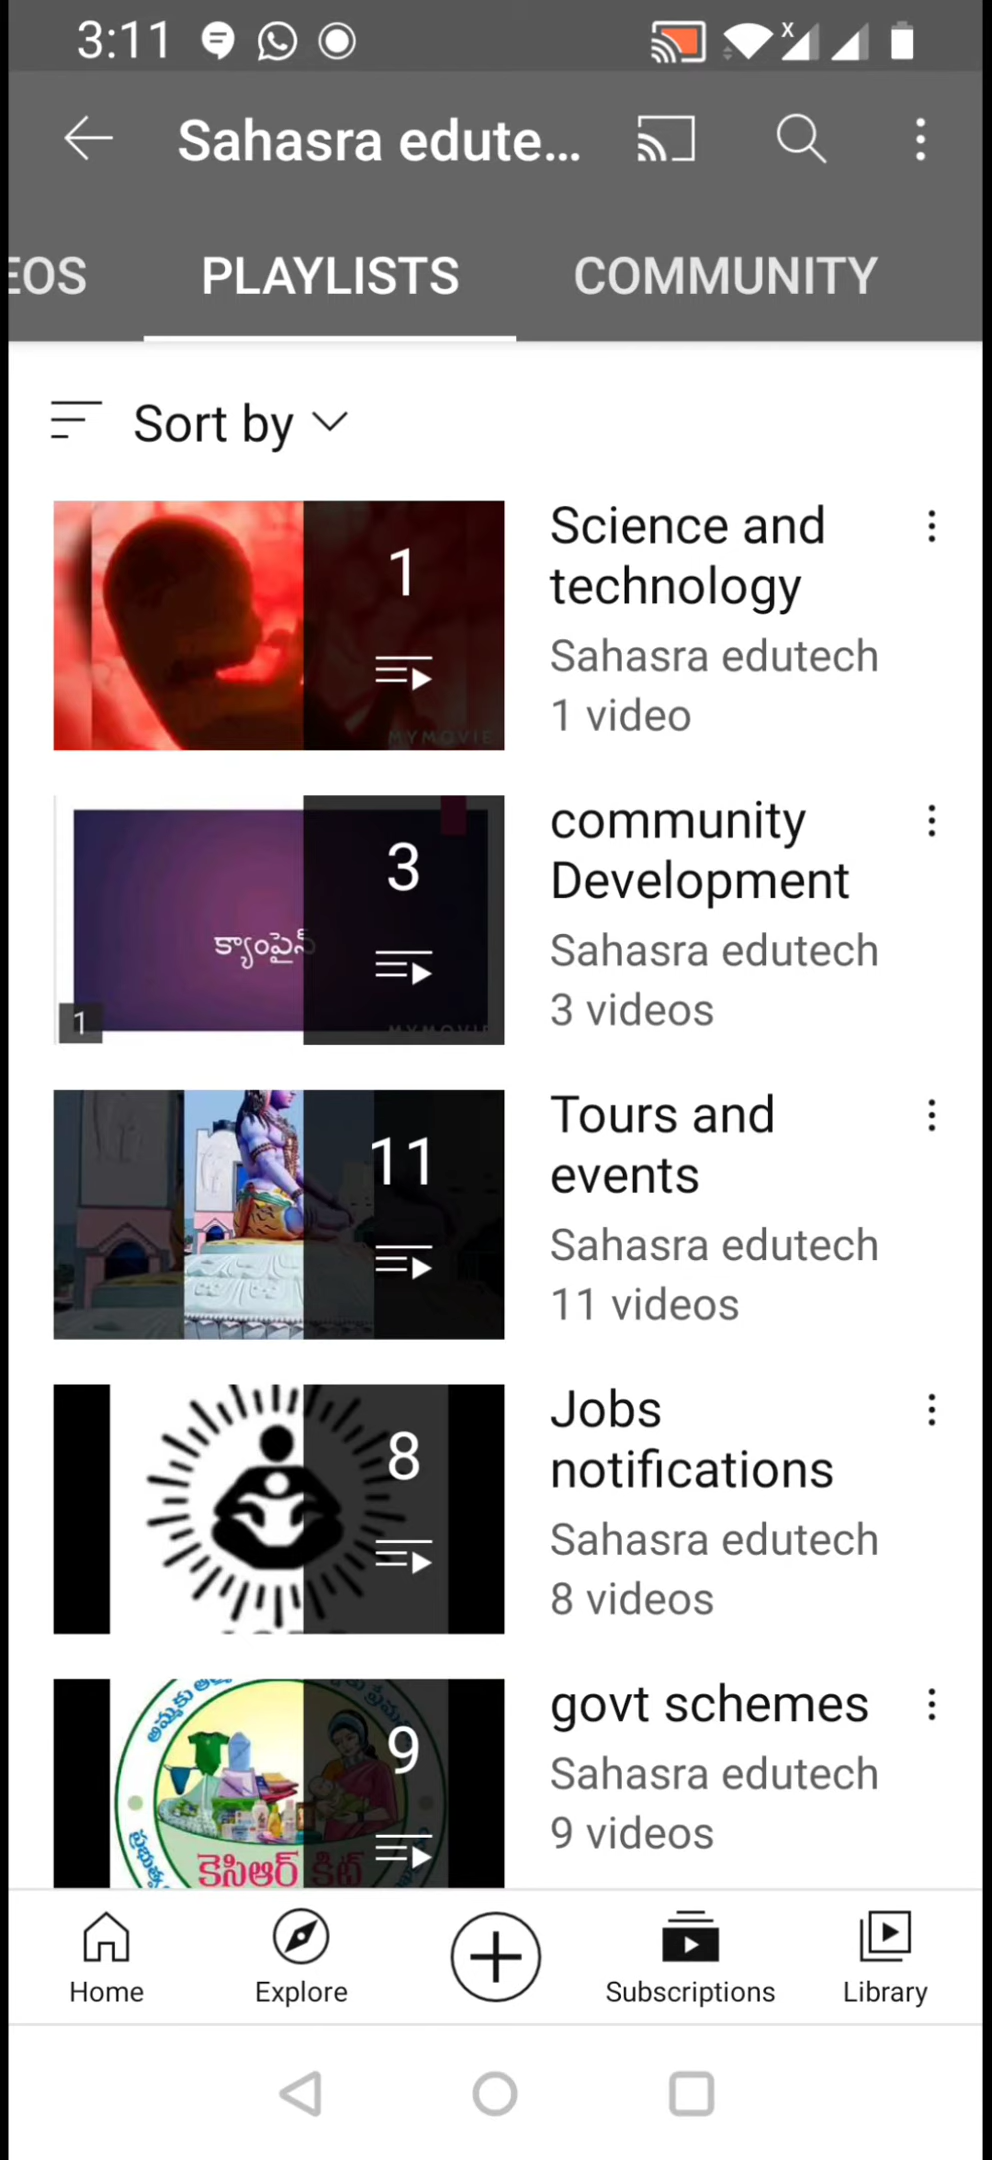 3:11
Sahasra edute...
EOS PLAYLISTS COMMUNITY
Sort by
1
MYMOVIE
Science and
technology
Sahasra edutech
1 video
3
క్యాంపైన్
1
community
Development
Sahasra edutech
3 videos
11
Tours and
events
Sahasra edutech
11 videos
8
Jobs
notifications
Sahasra edutech
8 videos
9
కెసిఆర్ కిట్
govt schemes
Sahasra edutech
9 videos
Home Explore Subscriptions Library